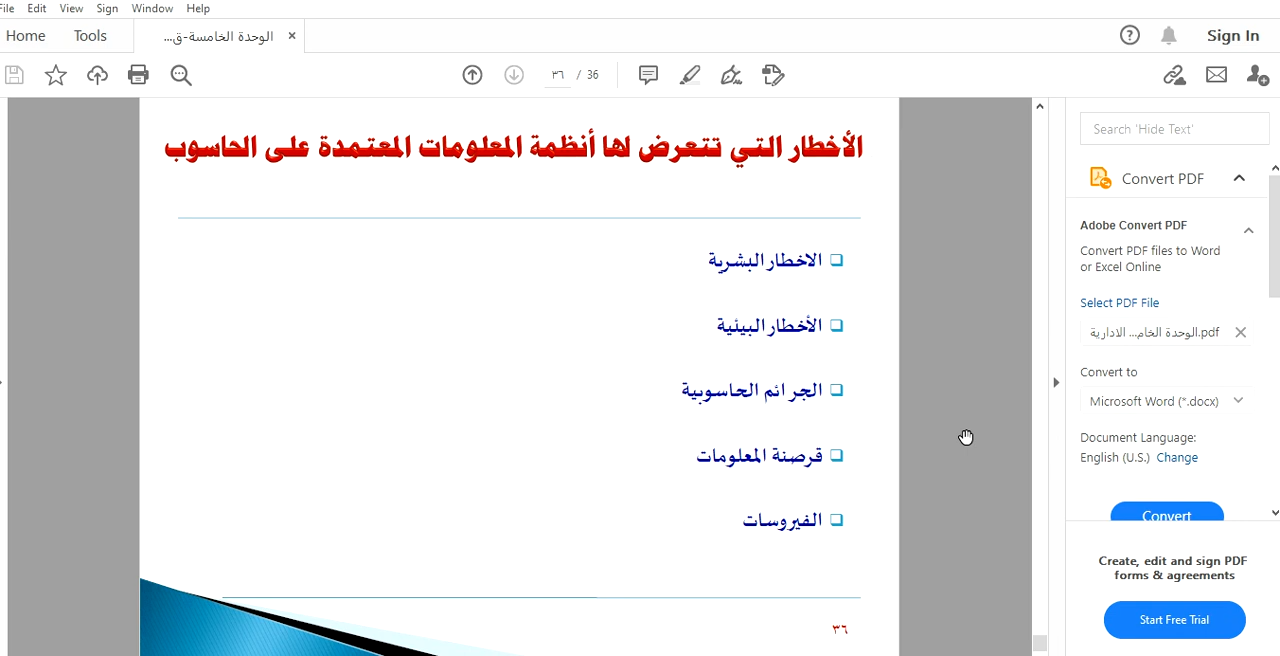 File Edit View Sign Window Help
Home Tools الوحدة الخامسة-ق... × Sign In
٣٦ / 36
الأخطار التي تتعرض لها أنظمة المعلومات المعتمدة على الحاسوب
الاخطار البشرية
الأخطار البيئية
الجرائم الحاسوبية
قرصنة المعلومات
الفيروسات
٣٦
Search 'Hide Text'
Convert PDF
Adobe Convert PDF
Convert PDF files to Word
or Excel Online
Select PDF File
الوحدة الخام... الادارية.pdf
Convert to
Microsoft Word (*.docx)
Document Language:
English (U.S.) Change
Convert
Create, edit and sign PDF
forms & agreements
Start Free Trial